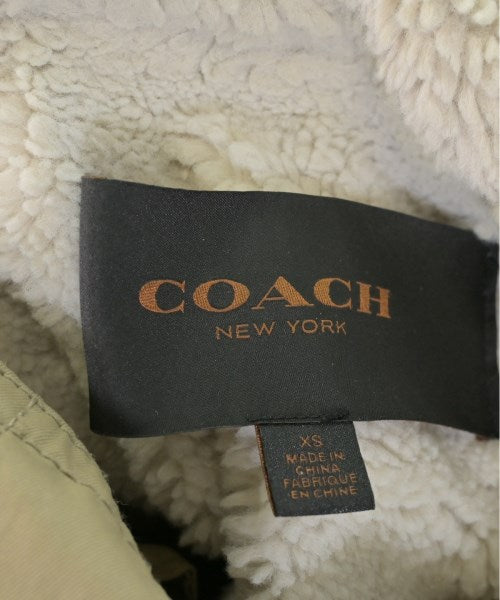 COACH
NEW YORK
XS
MADE IN
CHINA
FABRIQUÉ
EN CHINE